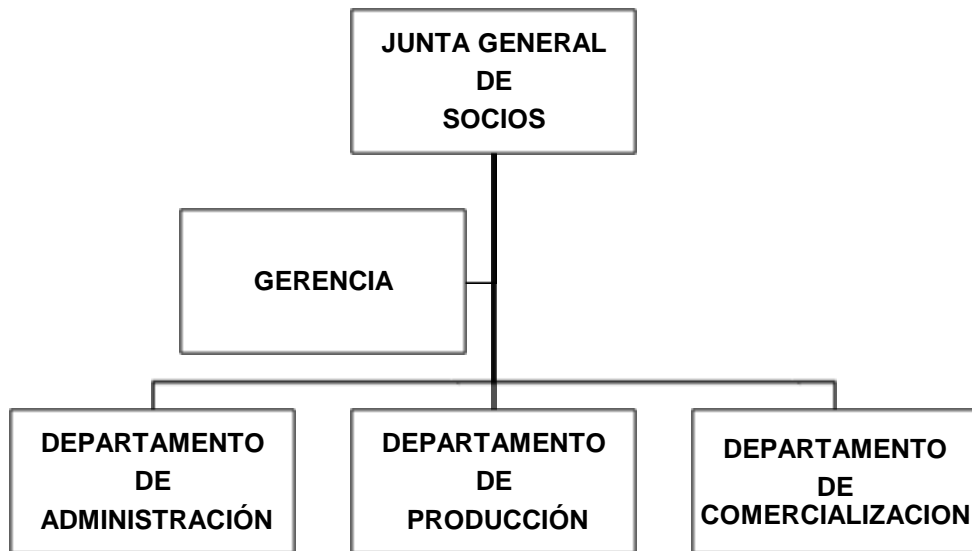 JUNTA GENERAL
DE
SOCIOS
GERENCIA
DEPARTAMENTO
DE
ADMINISTRACIÓN
DEPARTAMENTO
DE
PRODUCCIÓN
DEPARTAMENTO
DE
COMERCIALIZACION